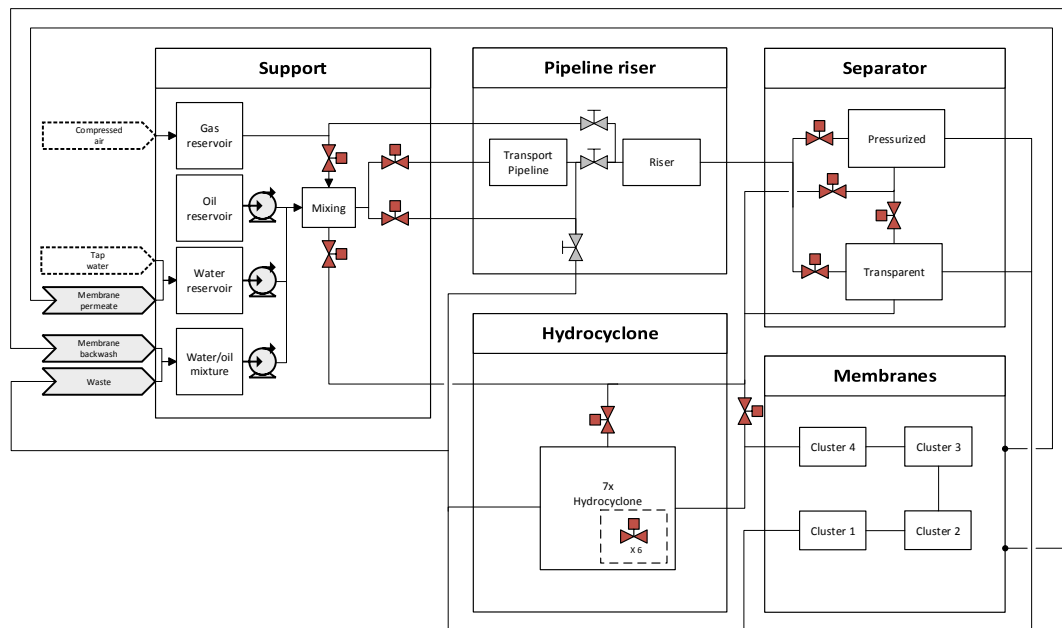 Support
Pipeline riser
Separator
Compressed
air
Gas
reservoir
Oil
reservoir
Mixing
Transport
Pipeline
Riser
Pressurized
Tap
water
Membrane
permeate
Water
reservoir
Transparent
Membrane
backwash
Waste
Water/oil
mixture
Hydrocyclone
Membranes
Cluster 4
Cluster 3
7x
Hydrocyclone
X 6
Cluster 1
Cluster 2